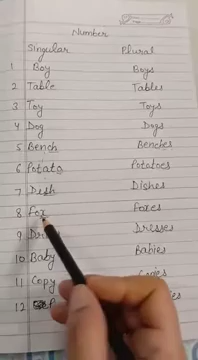 Number
Singular Plural
1 Boy Boys
2 Table Tables
3 Toy Toys
4 Dog Dogs
5 Bench Benches
6 Potato Potatoes
7 Dish Dishes
8 Fox Foxes
9 Dresses
10 Baby Babies
11 Copy
12